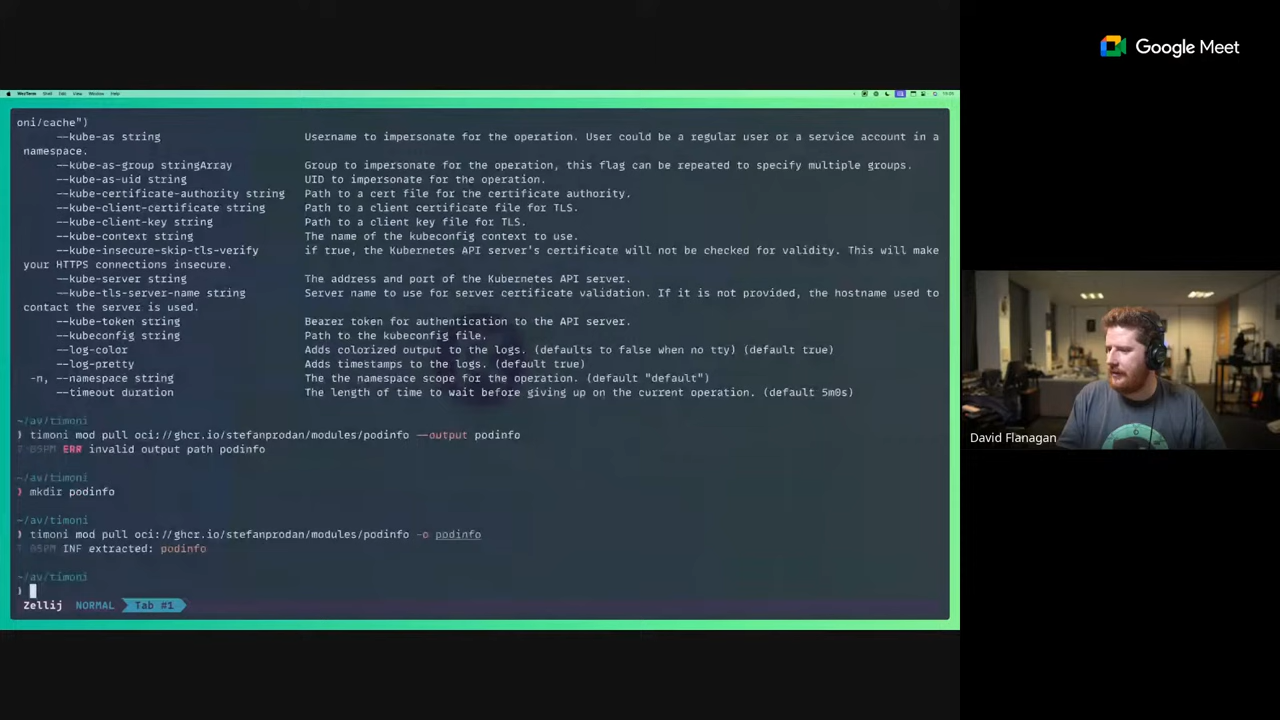 Google Meet
WezTerm Shell Edit View Window Help
oni/cache")
--kube-as string Username to impersonate for the operation. User could be a regular user or a service account in a
namespace.
--kube-as-group stringArray Group to impersonate for the operation, this flag can be repeated to specify multiple groups.
--kube-as-uid string UID to impersonate for the operation.
--kube-certificate-authority string Path to a cert file for the certificate authority.
--kube-client-certificate string Path to a client certificate file for TLS.
--kube-client-key string Path to a client key file for TLS.
--kube-context string The name of the kubeconfig context to use.
--kube-insecure-skip-tls-verify if true, the Kubernetes API server's certificate will not be checked for validity. This will make
your HTTPS connections insecure.
--kube-server string The address and port of the Kubernetes API server.
--kube-tls-server-name string Server name to use for server certificate validation. If it is not provided, the hostname used to
contact the server is used.
--kube-token string Bearer token for authentication to the API server.
--kubeconfig string Path to the kubeconfig file.
--log-color Adds colorized output to the logs. (defaults to false when no tty) (default true)
--log-pretty Adds timestamps to the logs. (default true)
-n, --namespace string The the namespace scope for the operation. (default "default")
--timeout duration The length of time to wait before giving up on the current operation. (default 5m0s)
~/av/timoni
❯ timoni mod pull oci://ghcr.io/stefanprodan/modules/podinfo --output podinfo
ERR invalid output path podinfo
~/av/timoni
❯ mkdir podinfo
~/av/timoni
❯ timoni mod pull oci://ghcr.io/stefanprodan/modules/podinfo -o podinfo
INF extracted: podinfo
~/av/timoni
❯
Zellij NORMAL Tab #1
David Flanagan